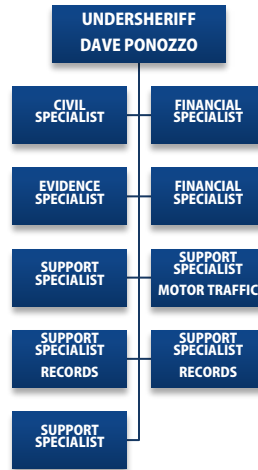 UNDERSHERIFF
DAVE PONOZZO
CIVIL
SPECIALIST
FINANCIAL
SPECIALIST
EVIDENCE
SPECIALIST
FINANCIAL
SPECIALIST
SUPPORT
SPECIALIST
SUPPORT
SPECIALIST
MOTOR TRAFFIC
SUPPORT
SPECIALIST
RECORDS
SUPPORT
SPECIALIST
RECORDS
SUPPORT
SPECIALIST